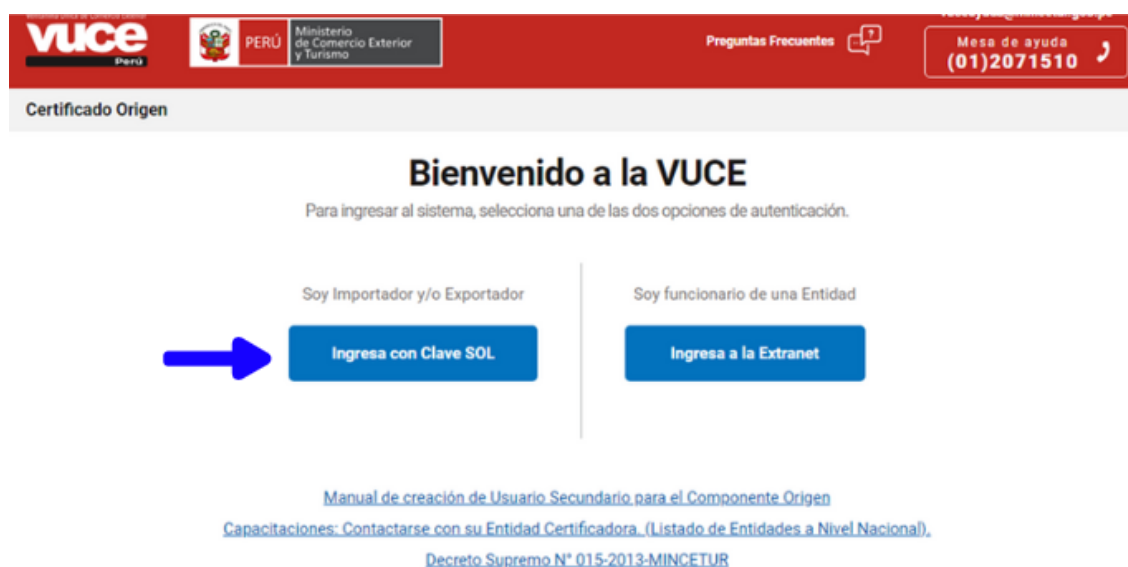 vuce
Perú
PERÚ
Ministerio
de Comercio Exterior
y Turismo
Preguntas Frecuentes
?
Mesa de ayuda
(01)2071510
Certificado Origen
Bienvenido a la VUCE
Para ingresar al sistema, selecciona una de las dos opciones de autenticación.
Soy Importador y/o Exportador
Ingresa con Clave SOL
Soy funcionario de una Entidad
Ingresa a la Extranet
Manual de creación de Usuario Secundario para el Componente Origen
Capacitaciones: Contactarse con su Entidad Certificadora. (Listado de Entidades a Nivel Nacional).
Decreto Supremo N° 015-2013-MINCETUR